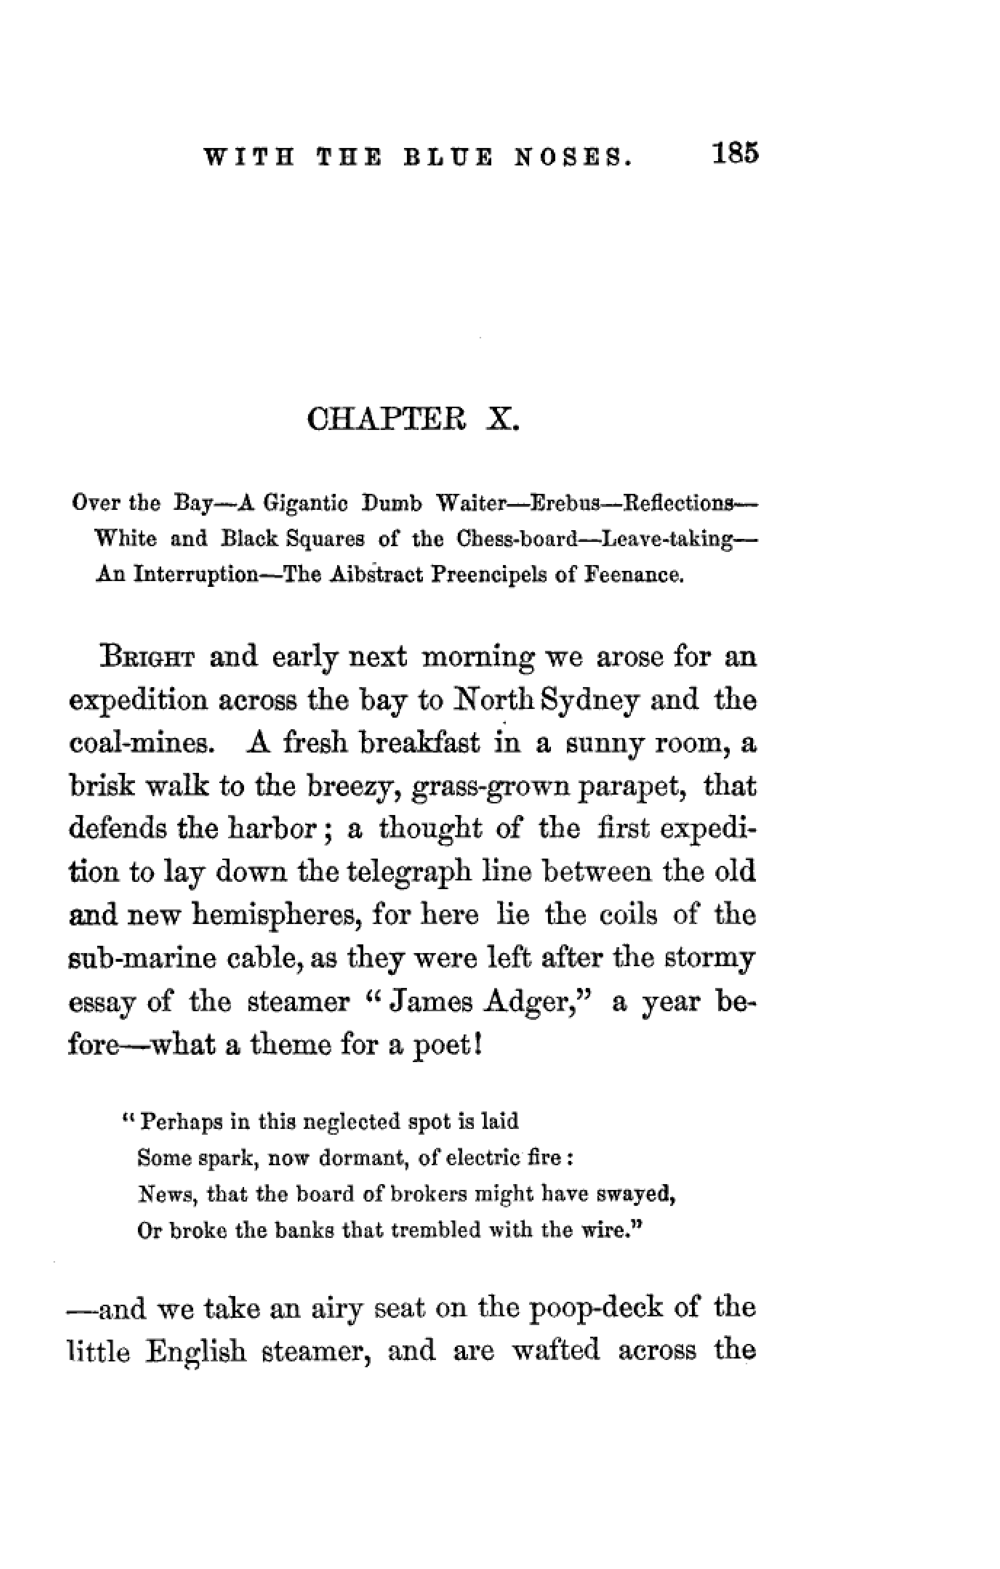 WITH THE BLUE NOSES. 185
CHAPTER X.
Over the Bay—A Gigantic Dumb Waiter—Erebus—Reflections—
White and Black Squares of the Chess-board—Leave-taking—
An Interruption—The Aibstract Preencipels of Feenance.
BRIGHT and early next morning we arose for an
expedition across the bay to North Sydney and the
coal-mines. A fresh breakfast in a sunny room, a
brisk walk to the breezy, grass-grown parapet, that
defends the harbor; a thought of the first expedi-
tion to lay down the telegraph line between the old
and new hemispheres, for here lie the coils of the
sub-marine cable, as they were left after the stormy
essay of the steamer “James Adger,” a year be-
fore—what a theme for a poet!
“Perhaps in this neglected spot is laid
Some spark, now dormant, of electric fire:
News, that the board of brokers might have swayed,
Or broke the banks that trembled with the wire.”
—and we take an airy seat on the poop-deck of the
little English steamer, and are wafted across the